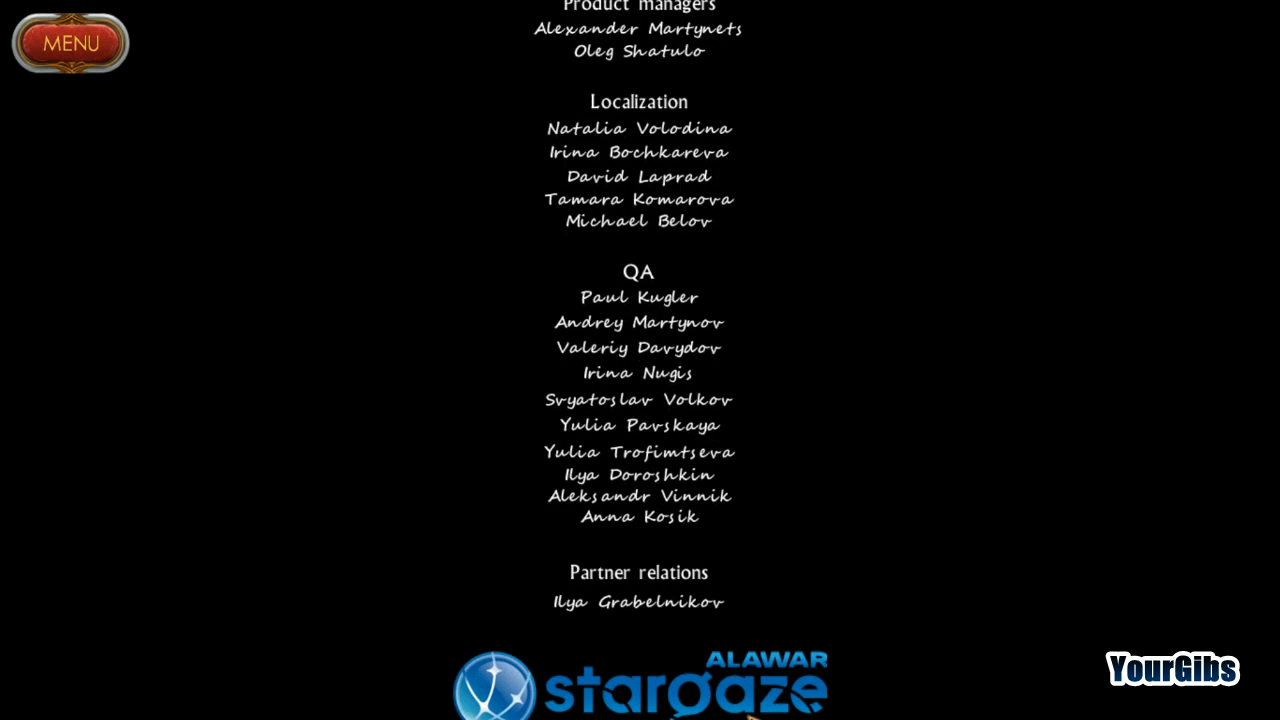 Product managers
MENU
Alexander Martynets
Oleg Shatulo
Localization
Natalia Volodina
Irina Bochkareva
David Laprad
Tamara Komarova
Michael Belov
QA
Paul Kugler
Andrey Martynov
Valeriy Davydov
Irina Nugis
Svyatoslav Volkov
Yulia Pavskaya
Yulia Trofimtseva
Ilya Doroshkin
Aleksandr Vinnik
Anna Kosik
Partner relations
Ilya Grabelnikov
ALAWAR
stargaze
YourGibs